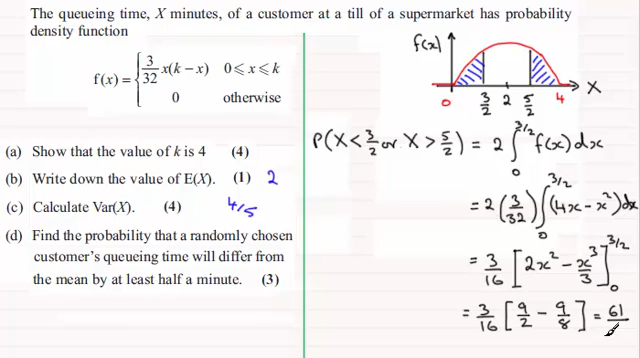 The queueing time, X minutes, of a customer at a till of a supermarket has probability
density function
f(x) = { 3/32 x(k − x)   0 ⩽ x ⩽ k
0   otherwise
(a) Show that the value of k is 4   (4)
(b) Write down the value of E(X).   (1)   2
(c) Calculate Var(X).   (4)   4/5
(d) Find the probability that a randomly chosen
customer's queueing time will differ from
the mean by at least half a minute.   (3)
f(x)
X
0   3/2   2   5/2   4
P(X < 3/2 or X > 5/2) = 2 ∫₀^{3/2} f(x) dx
= 2 (3/32) ∫₀^{3/2} (4x − x²) dx
= 3/16 [2x² − x³/3]₀^{3/2}
= 3/16 [9/2 − 9/8] = 61/